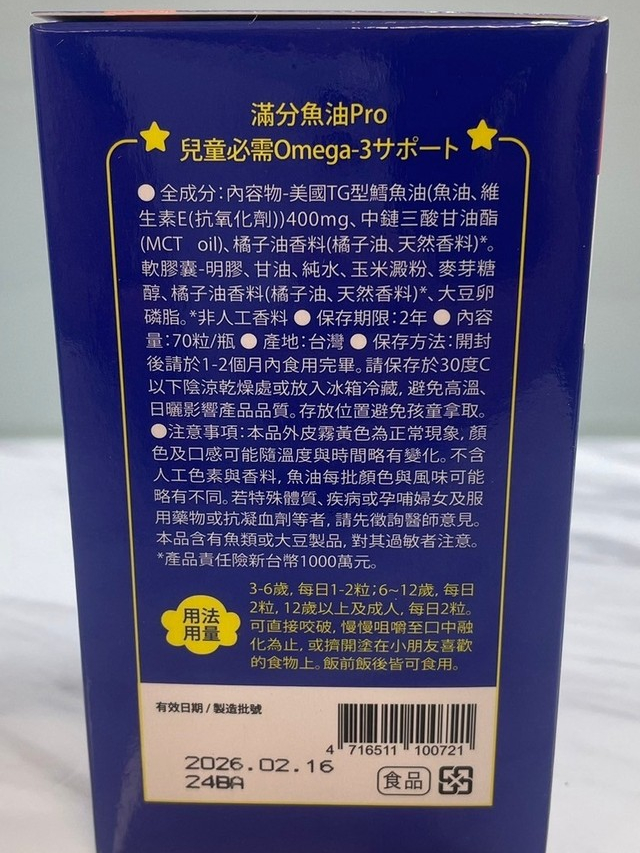 滿分魚油Pro
兒童必需Omega-3サポート
● 全成分：內容物-美國TG型鱈魚油(魚油、維
生素E(抗氧化劑))400mg、中鏈三酸甘油酯
(MCT oil)、橘子油香料(橘子油、天然香料)*。
軟膠囊-明膠、甘油、純水、玉米澱粉、麥芽糖
醇、橘子油香料(橘子油、天然香料)*、大豆卵
磷脂。*非人工香料 ● 保存期限：2年 ● 內容
量：70粒/瓶 ● 產地：台灣 ● 保存方法：開封
後請於1-2個月內食用完畢。請保存於30度C
以下陰涼乾燥處或放入冰箱冷藏, 避免高溫、
日曬影響產品品質。存放位置避免孩童拿取。
●注意事項：本品外皮霧黃色為正常現象, 顏
色及口感可能隨溫度與時間略有變化。不含
人工色素與香料, 魚油每批顏色與風味可能
略有不同。若特殊體質、疾病或孕哺婦女及服
用藥物或抗凝血劑等者, 請先徵詢醫師意見。
本品含有魚類或大豆製品, 對其過敏者注意。
*產品責任險新台幣1000萬元。
用法
用量
3-6歲, 每日1-2粒；6~12歲, 每日
2粒, 12歲以上及成人, 每日2粒。
可直接咬破, 慢慢咀嚼至口中融
化為止, 或擠開塗在小朋友喜歡
的食物上。飯前飯後皆可食用。
有效日期 / 製造批號
2026.02.16
24BA
4 716511 100721
食品